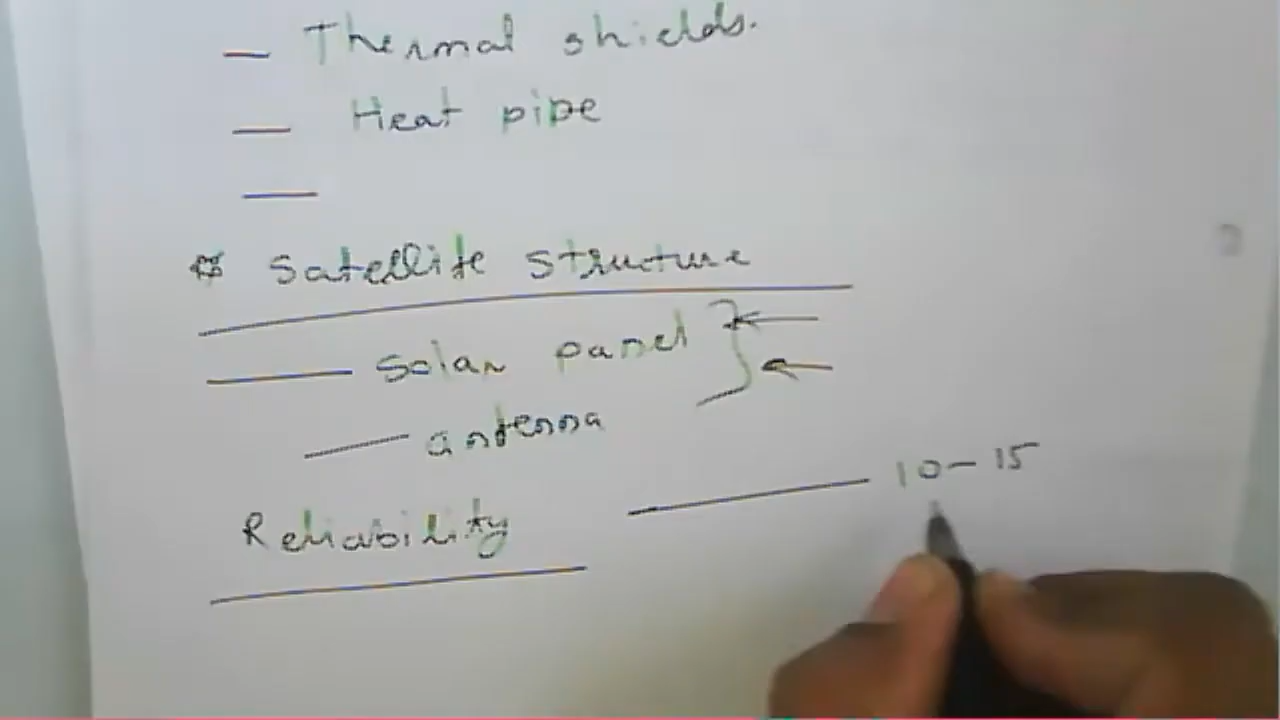 — Thermal shields.
— Heat pipe
—
Satellite structure
— solar panel
— antenna
Reliability — 10-15